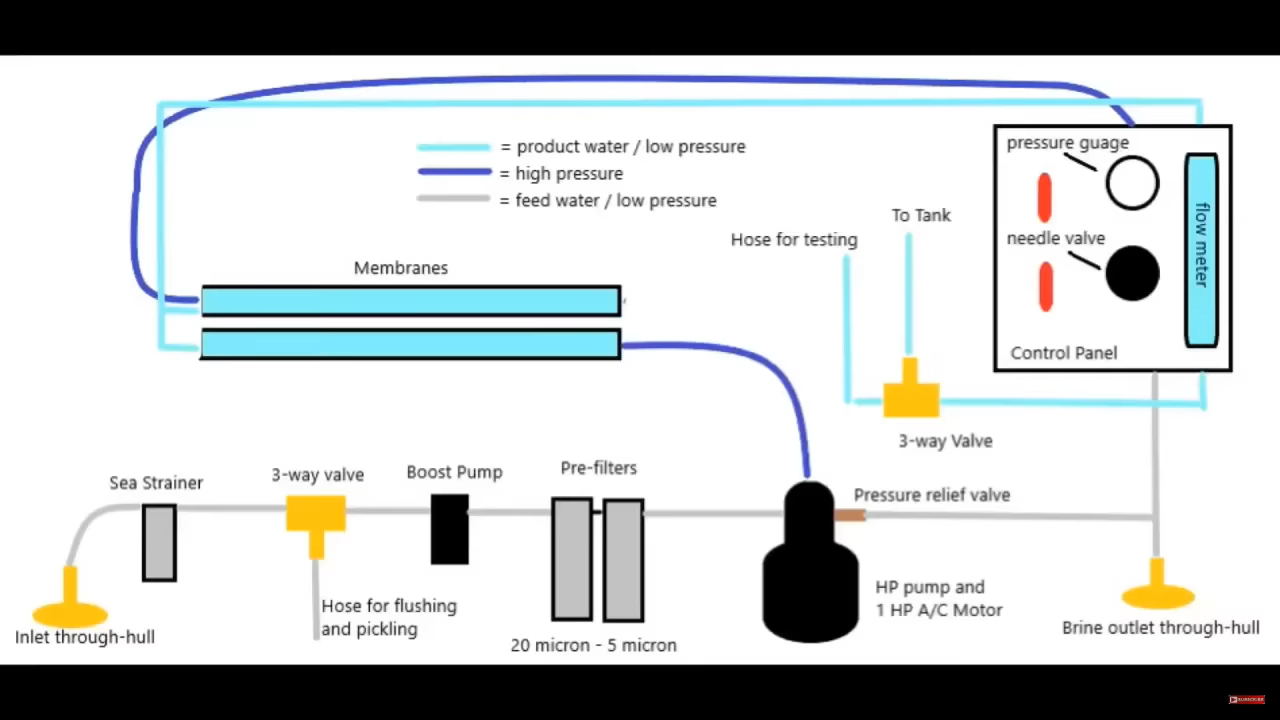 = product water / low pressure
= high pressure
= feed water / low pressure
pressure guage
needle valve
flow meter
Control Panel
To Tank
Hose for testing
Membranes
3-way Valve
Sea Strainer
3-way valve
Boost Pump
Pre-filters
Pressure relief valve
HP pump and
1 HP A/C Motor
Hose for flushing
and pickling
Inlet through-hull
20 micron - 5 micron
Brine outlet through-hull
SUBSCRIBE